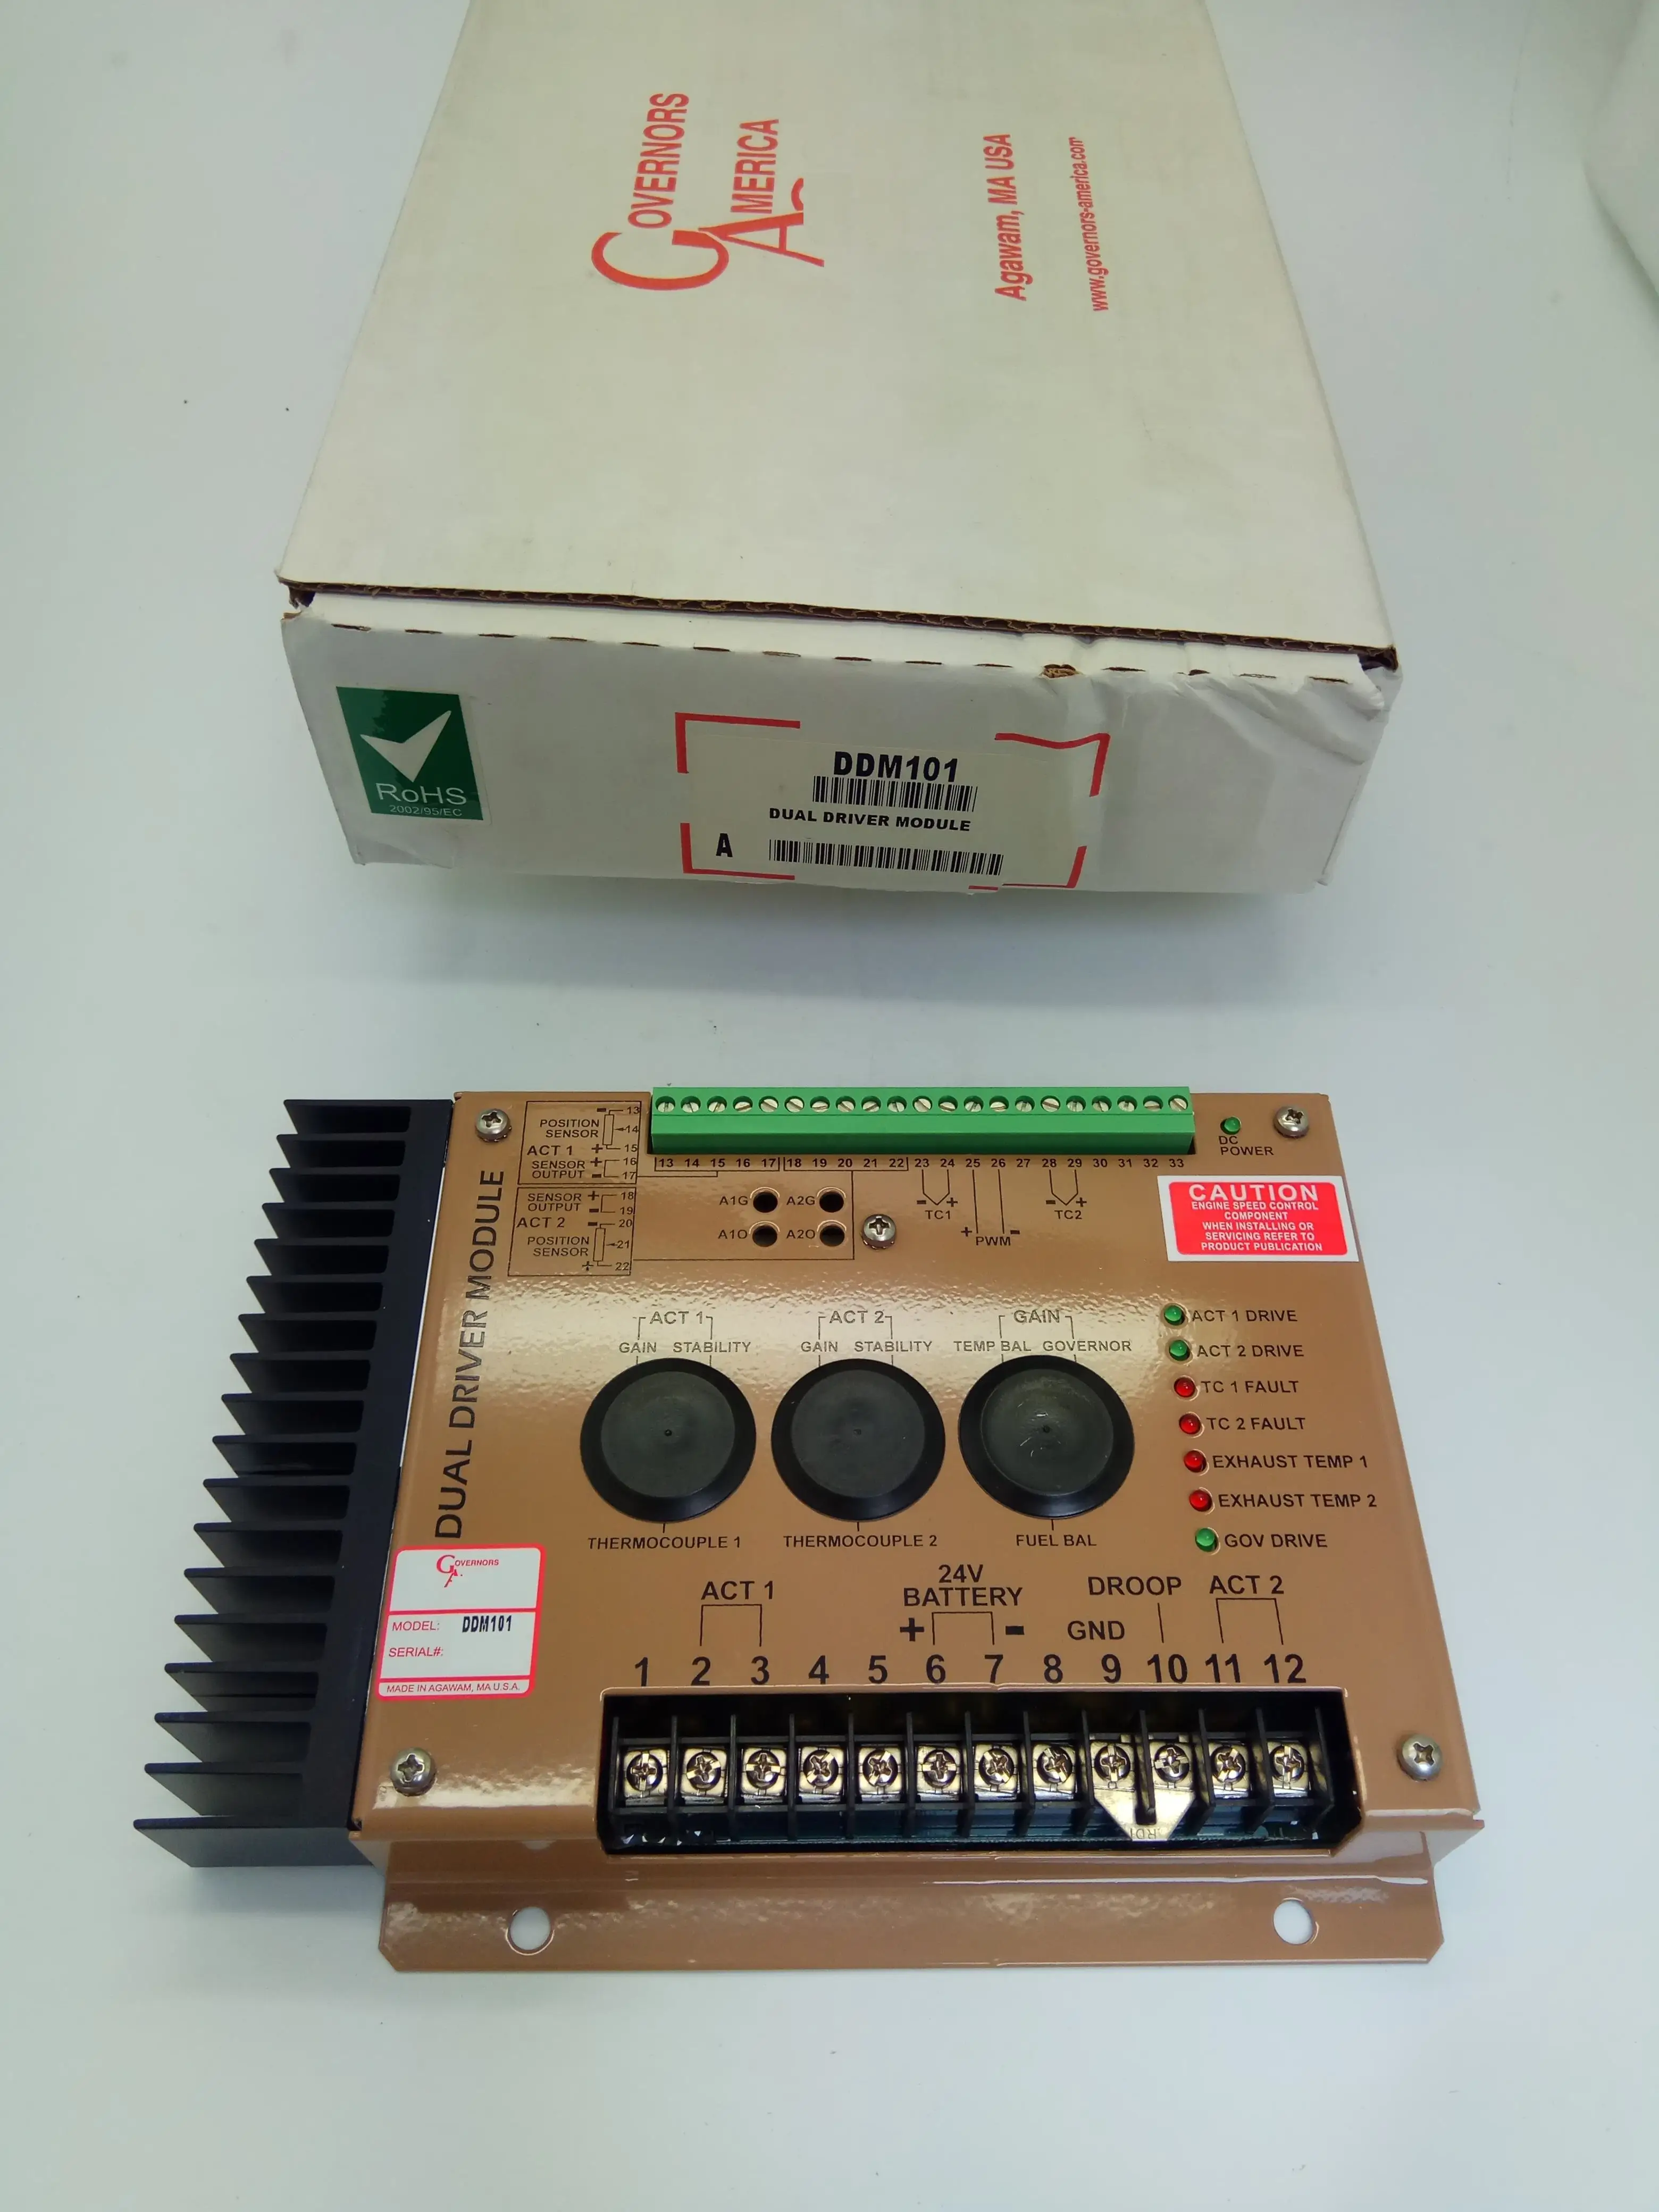 GOVERNORS
AMERICA
Agawam, MA USA
www.governors-america.com
RoHS
2002/95/EC
DDM101
DUAL DRIVER MODULE
A
DUAL DRIVER MODULE
POSITION
SENSOR
- 13
14
+ 15
ACT 1
SENSOR
OUTPUT
+ 16
- 17
SENSOR
OUTPUT
+ 18
- 19
ACT 2
- 20
POSITION
SENSOR
21
+ 22
13 14 15 16 17 18 19 20 21 22 23 24 25 26 27 28 29 30 31 32 33
A1G A2G
A1O A2O
- +
TC1
+ PWM -
- +
TC2
DC
POWER
CAUTION
ENGINE SPEED CONTROL
COMPONENT
WHEN INSTALLING OR
SERVICING REFER TO
PRODUCT PUBLICATION
ACT 1
GAIN STABILITY
THERMOCOUPLE 1
ACT 2
GAIN STABILITY
THERMOCOUPLE 2
GAIN
TEMP BAL GOVERNOR
FUEL BAL
ACT 1 DRIVE
ACT 2 DRIVE
TC 1 FAULT
TC 2 FAULT
EXHAUST TEMP 1
EXHAUST TEMP 2
GOV DRIVE
GOVERNORS
A
MODEL: DDM101
SERIAL#:
MADE IN AGAWAM, MA U.S.A.
ACT 1
24V
BATTERY
+ -
GND
DROOP
ACT 2
1 2 3 4 5 6 7 8 9 10 11 12